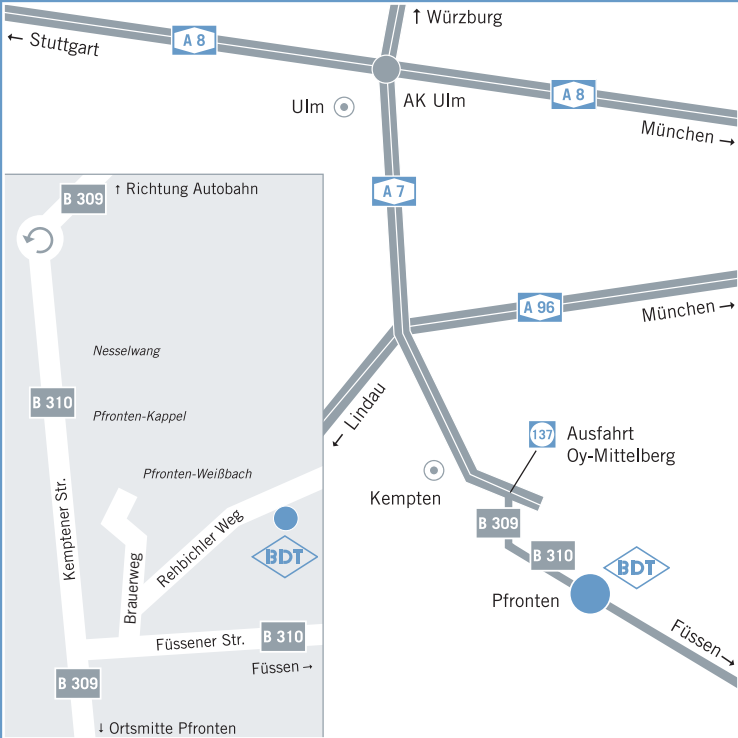 ↑ Würzburg
← Stuttgart
A 8
Ulm
AK Ulm
A 8
München →
A 7
A 96
München →
← Lindau
137
Ausfahrt
Oy-Mittelberg
Kempten
B 309
B 310
BDT
Pfronten
Füssen →
B 309
↑ Richtung Autobahn
Nesselwang
B 310
Pfronten-Kappel
Pfronten-Weißbach
Kemptener Str.
Brauerweg
Rehbichler Weg
BDT
Füssener Str.
B 310
Füssen →
B 309
↓ Ortsmitte Pfronten